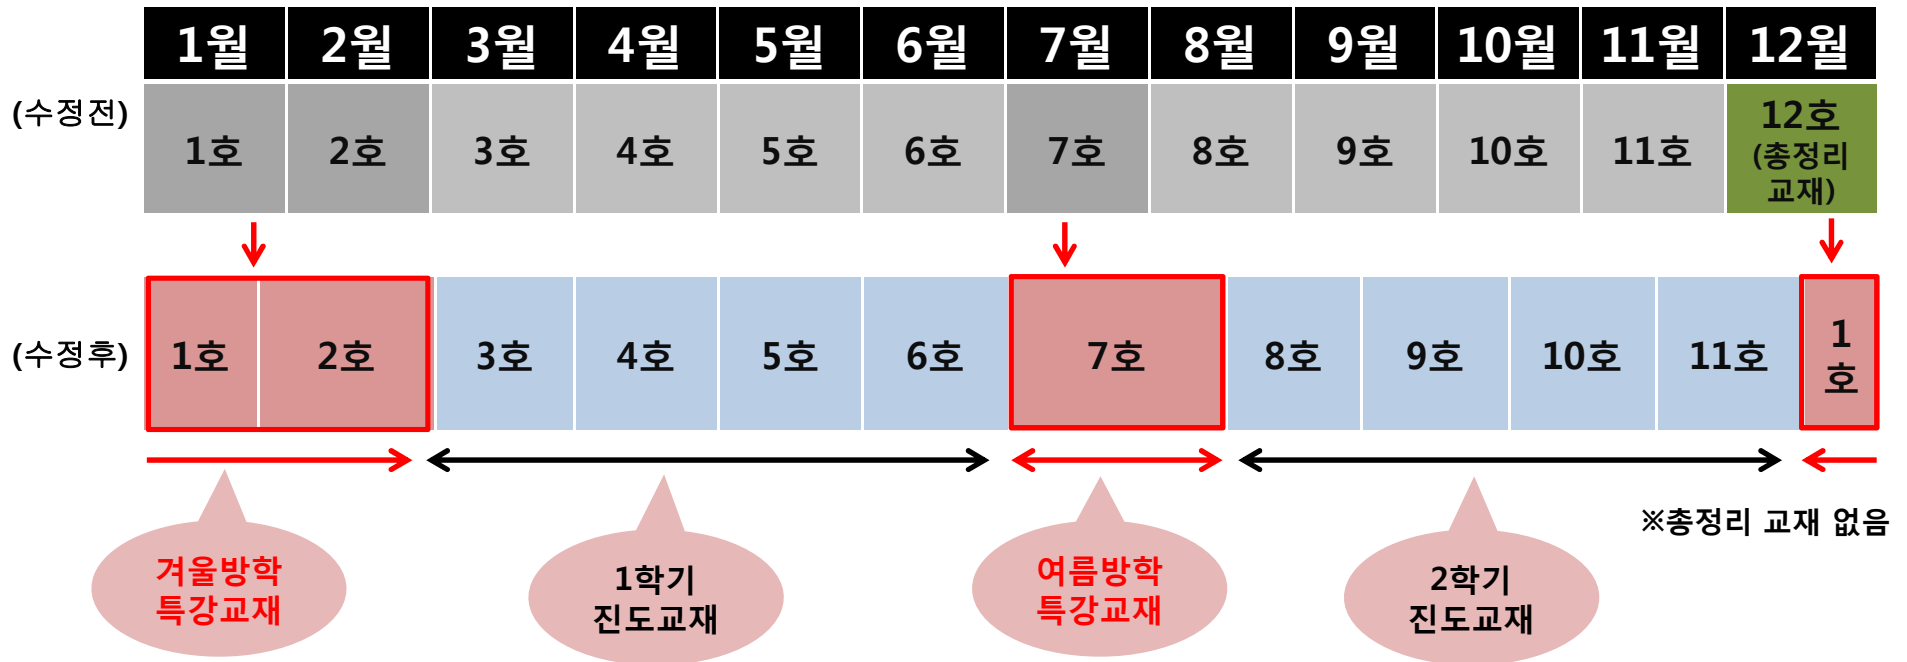 1월 2월 3월 4월 5월 6월 7월 8월 9월 10월 11월 12월
(수정전)
1호 2호 3호 4호 5호 6호 7호 8호 9호 10호 11호
12호
(총정리
교재)
(수정후)
1호 2호 3호 4호 5호 6호 7호 8호 9호 10호 11호
1
호
※총정리 교재 없음
겨울방학
특강교재
1학기
진도교재
여름방학
특강교재
2학기
진도교재